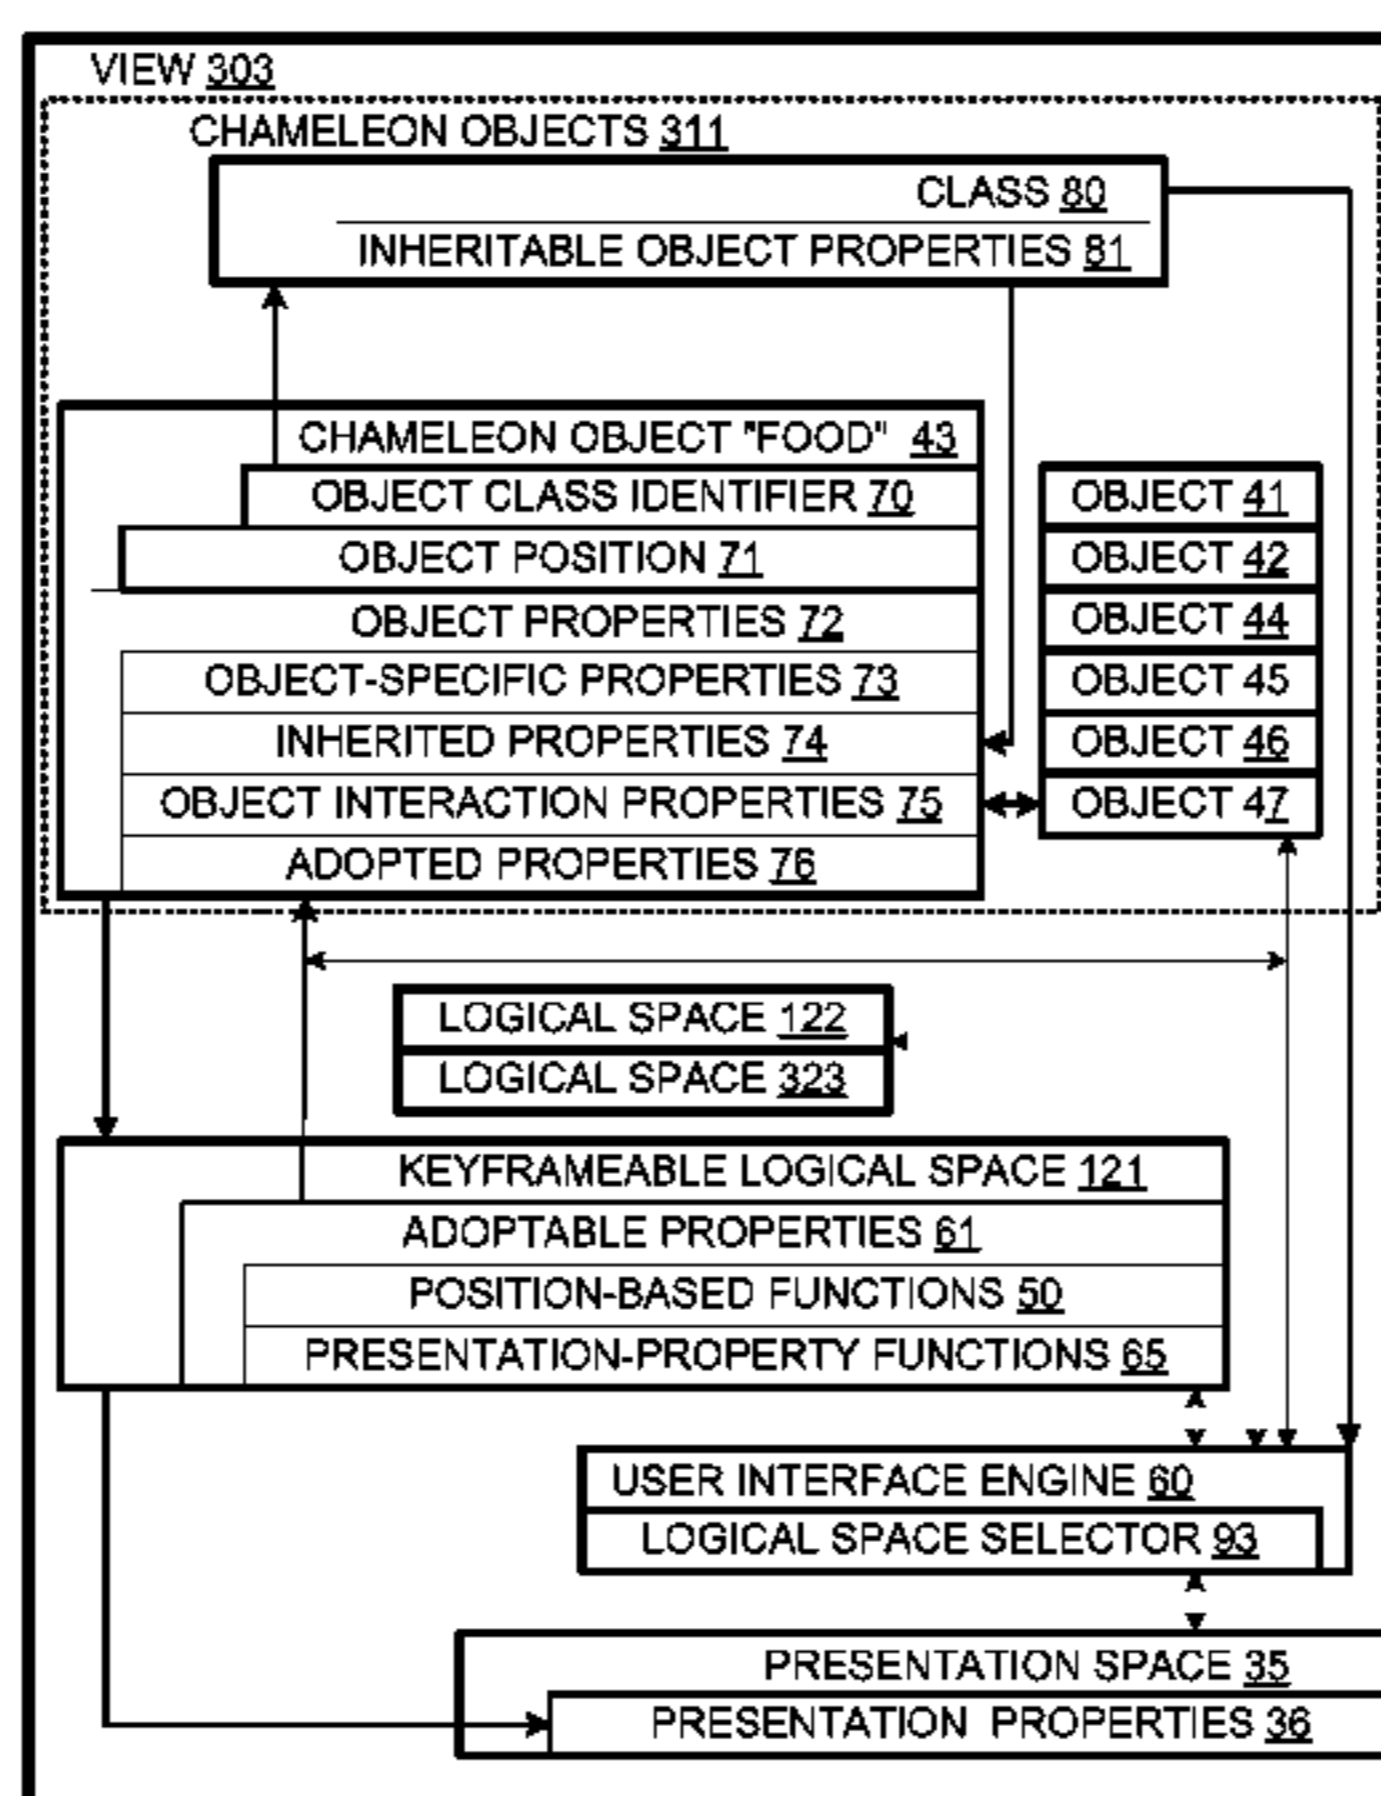 VIEW 303
CHAMELEON OBJECTS 311
CLASS 80
INHERITABLE OBJECT PROPERTIES 81
CHAMELEON OBJECT "FOOD" 43
OBJECT CLASS IDENTIFIER 70
OBJECT POSITION 71
OBJECT PROPERTIES 72
OBJECT-SPECIFIC PROPERTIES 73
INHERITED PROPERTIES 74
OBJECT INTERACTION PROPERTIES 75
ADOPTED PROPERTIES 76
OBJECT 41
OBJECT 42
OBJECT 44
OBJECT 45
OBJECT 46
OBJECT 47
LOGICAL SPACE 122
LOGICAL SPACE 323
KEYFRAMEABLE LOGICAL SPACE 121
ADOPTABLE PROPERTIES 61
POSITION-BASED FUNCTIONS 50
PRESENTATION-PROPERTY FUNCTIONS 65
USER INTERFACE ENGINE 60
LOGICAL SPACE SELECTOR 93
PRESENTATION SPACE 35
PRESENTATION PROPERTIES 36